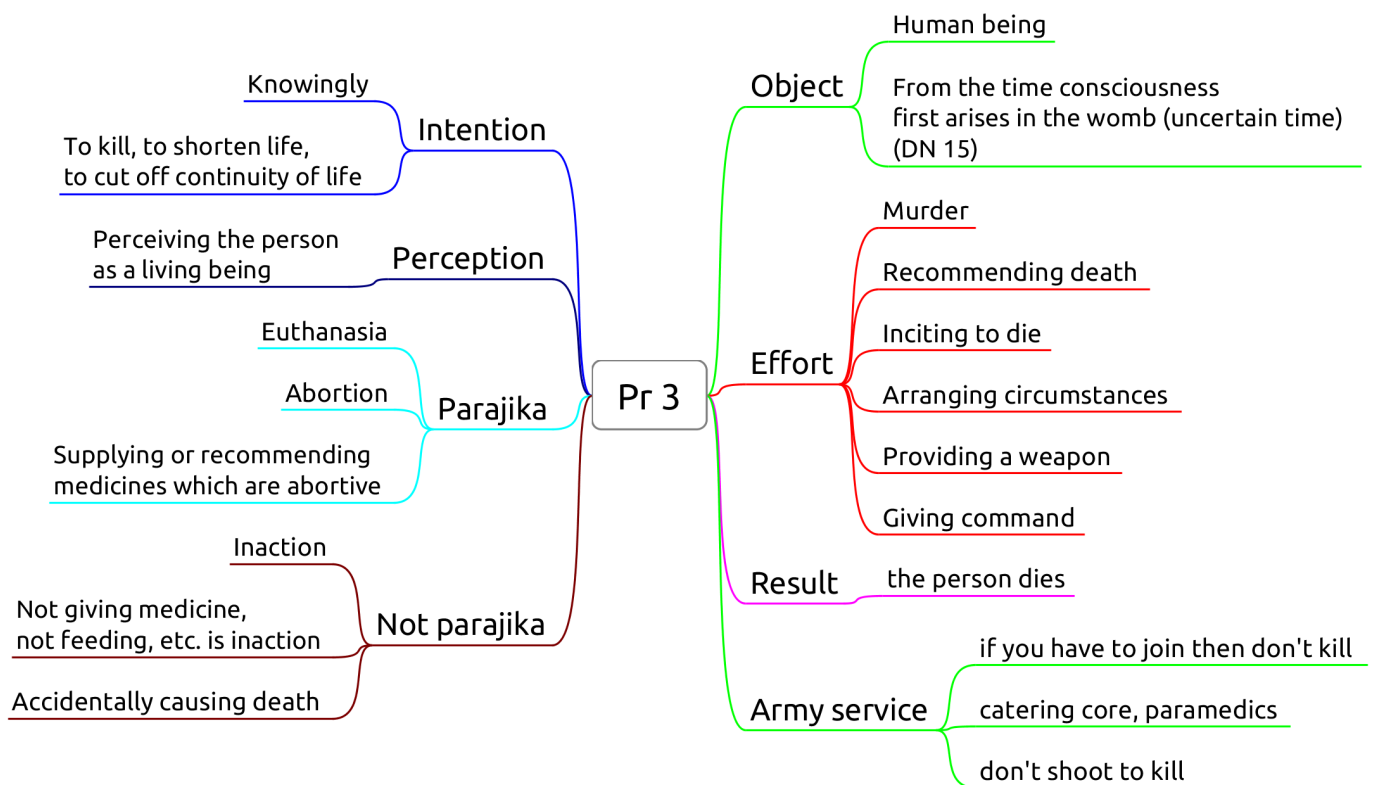 Pr 3
Object
Human being
From the time consciousness
first arises in the womb (uncertain time)
(DN 15)
Effort
Murder
Recommending death
Inciting to die
Arranging circumstances
Providing a weapon
Giving command
Result
the person dies
Army service
if you have to join then don't kill
catering core, paramedics
don't shoot to kill
Intention
Knowingly
To kill, to shorten life,
to cut off continuity of life
Perception
Perceiving the person
as a living being
Parajika
Euthanasia
Abortion
Supplying or recommending
medicines which are abortive
Not parajika
Inaction
Not giving medicine,
not feeding, etc. is inaction
Accidentally causing death